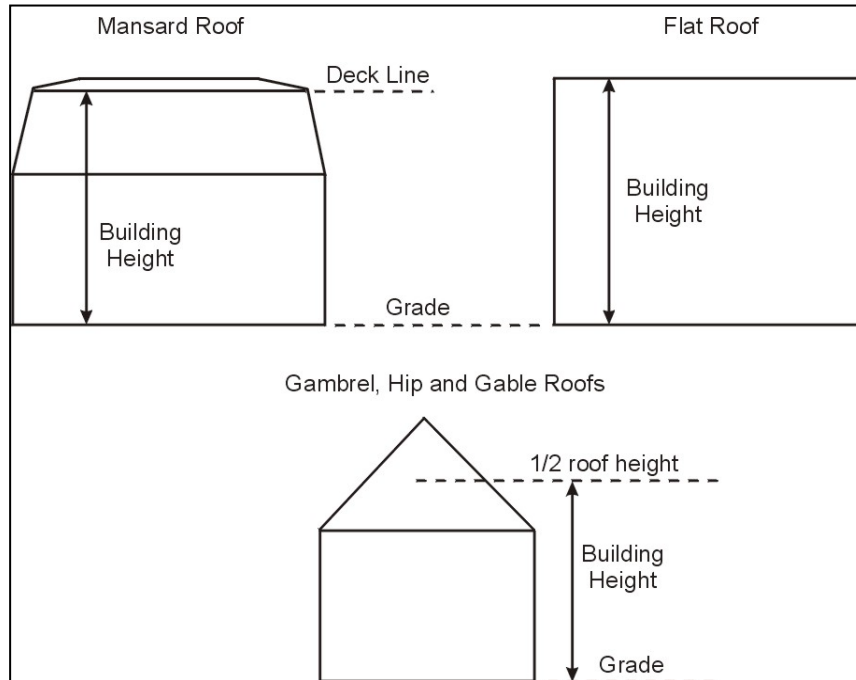 Mansard Roof
Flat Roof
Deck Line
Building
Height
Building
Height
Grade
Gambrel, Hip and Gable Roofs
1/2 roof height
Building
Height
Grade